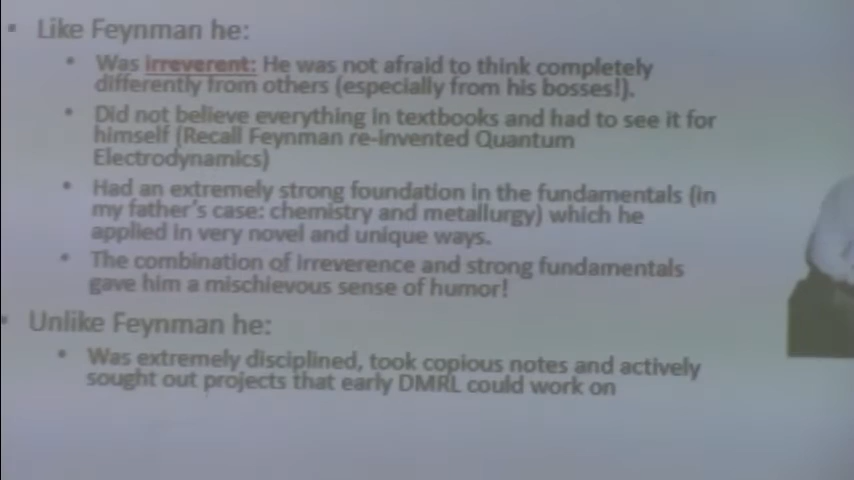 Like Feynman he:
Was irreverent: He was not afraid to think completely
differently from others (especially from his bosses!).
Did not believe everything in textbooks and had to see it for
himself (Recall Feynman re-invented Quantum
Electrodynamics)
Had an extremely strong foundation in the fundamentals (in
my father's case: chemistry and metallurgy) which he
applied in very novel and unique ways.
The combination of irreverence and strong fundamentals
gave him a mischievous sense of humor!
Unlike Feynman he:
Was extremely disciplined, took copious notes and actively
sought out projects that early DMRL could work on